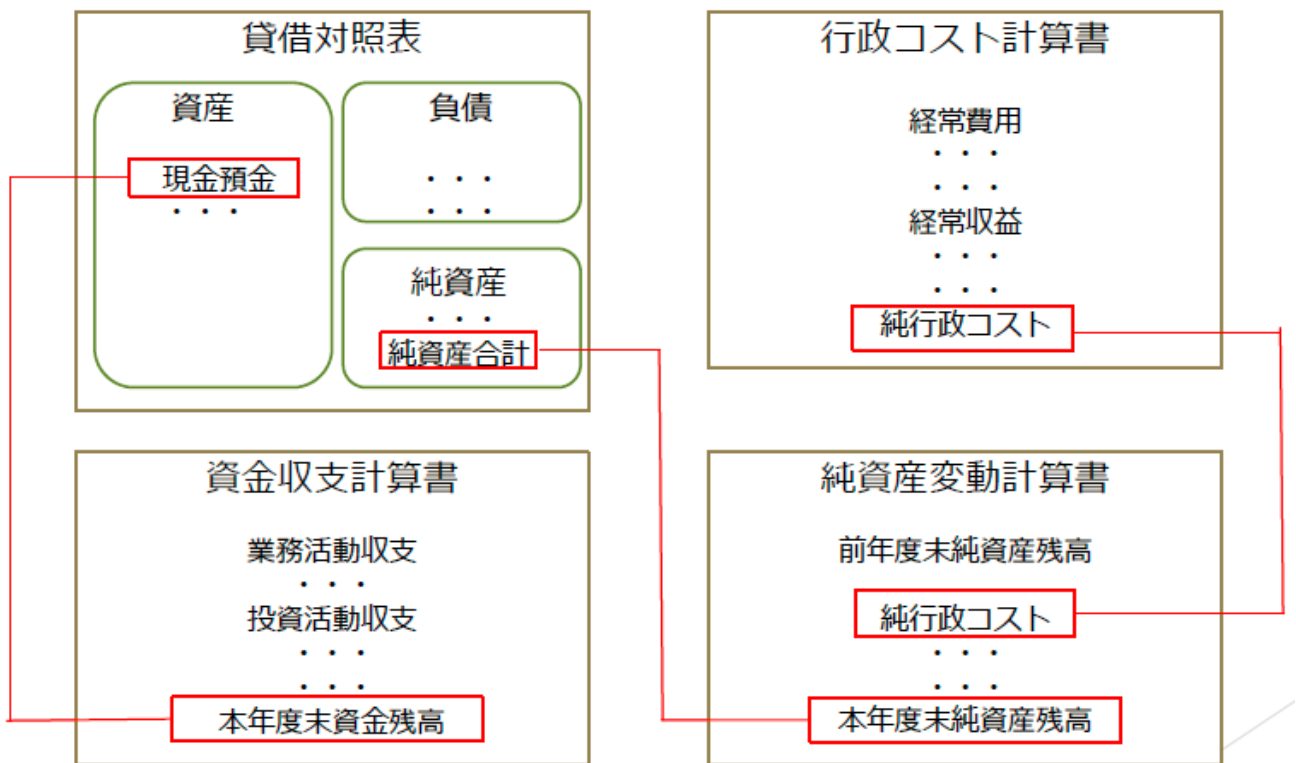 貸借対照表
資産
現金預金
・・・
負債
・・・
・・・
純資産
・・・
純資産合計
行政コスト計算書
経常費用
・・・
・・・
経常収益
・・・
・・・
純行政コスト
資金収支計算書
業務活動収支
・・・
投資活動収支
・・・
・・・
本年度末資金残高
純資産変動計算書
前年度末純資産残高
純行政コスト
・・・
・・・
本年度末純資産残高